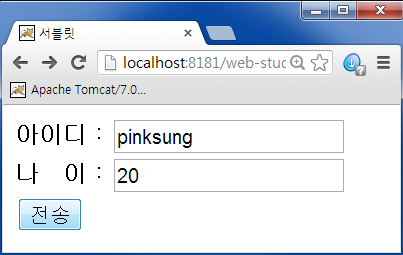 서블릿
localhost:8181/web-stuc
Apache Tomcat/7.0...
아이디 : pinksung
나 이 : 20
전송